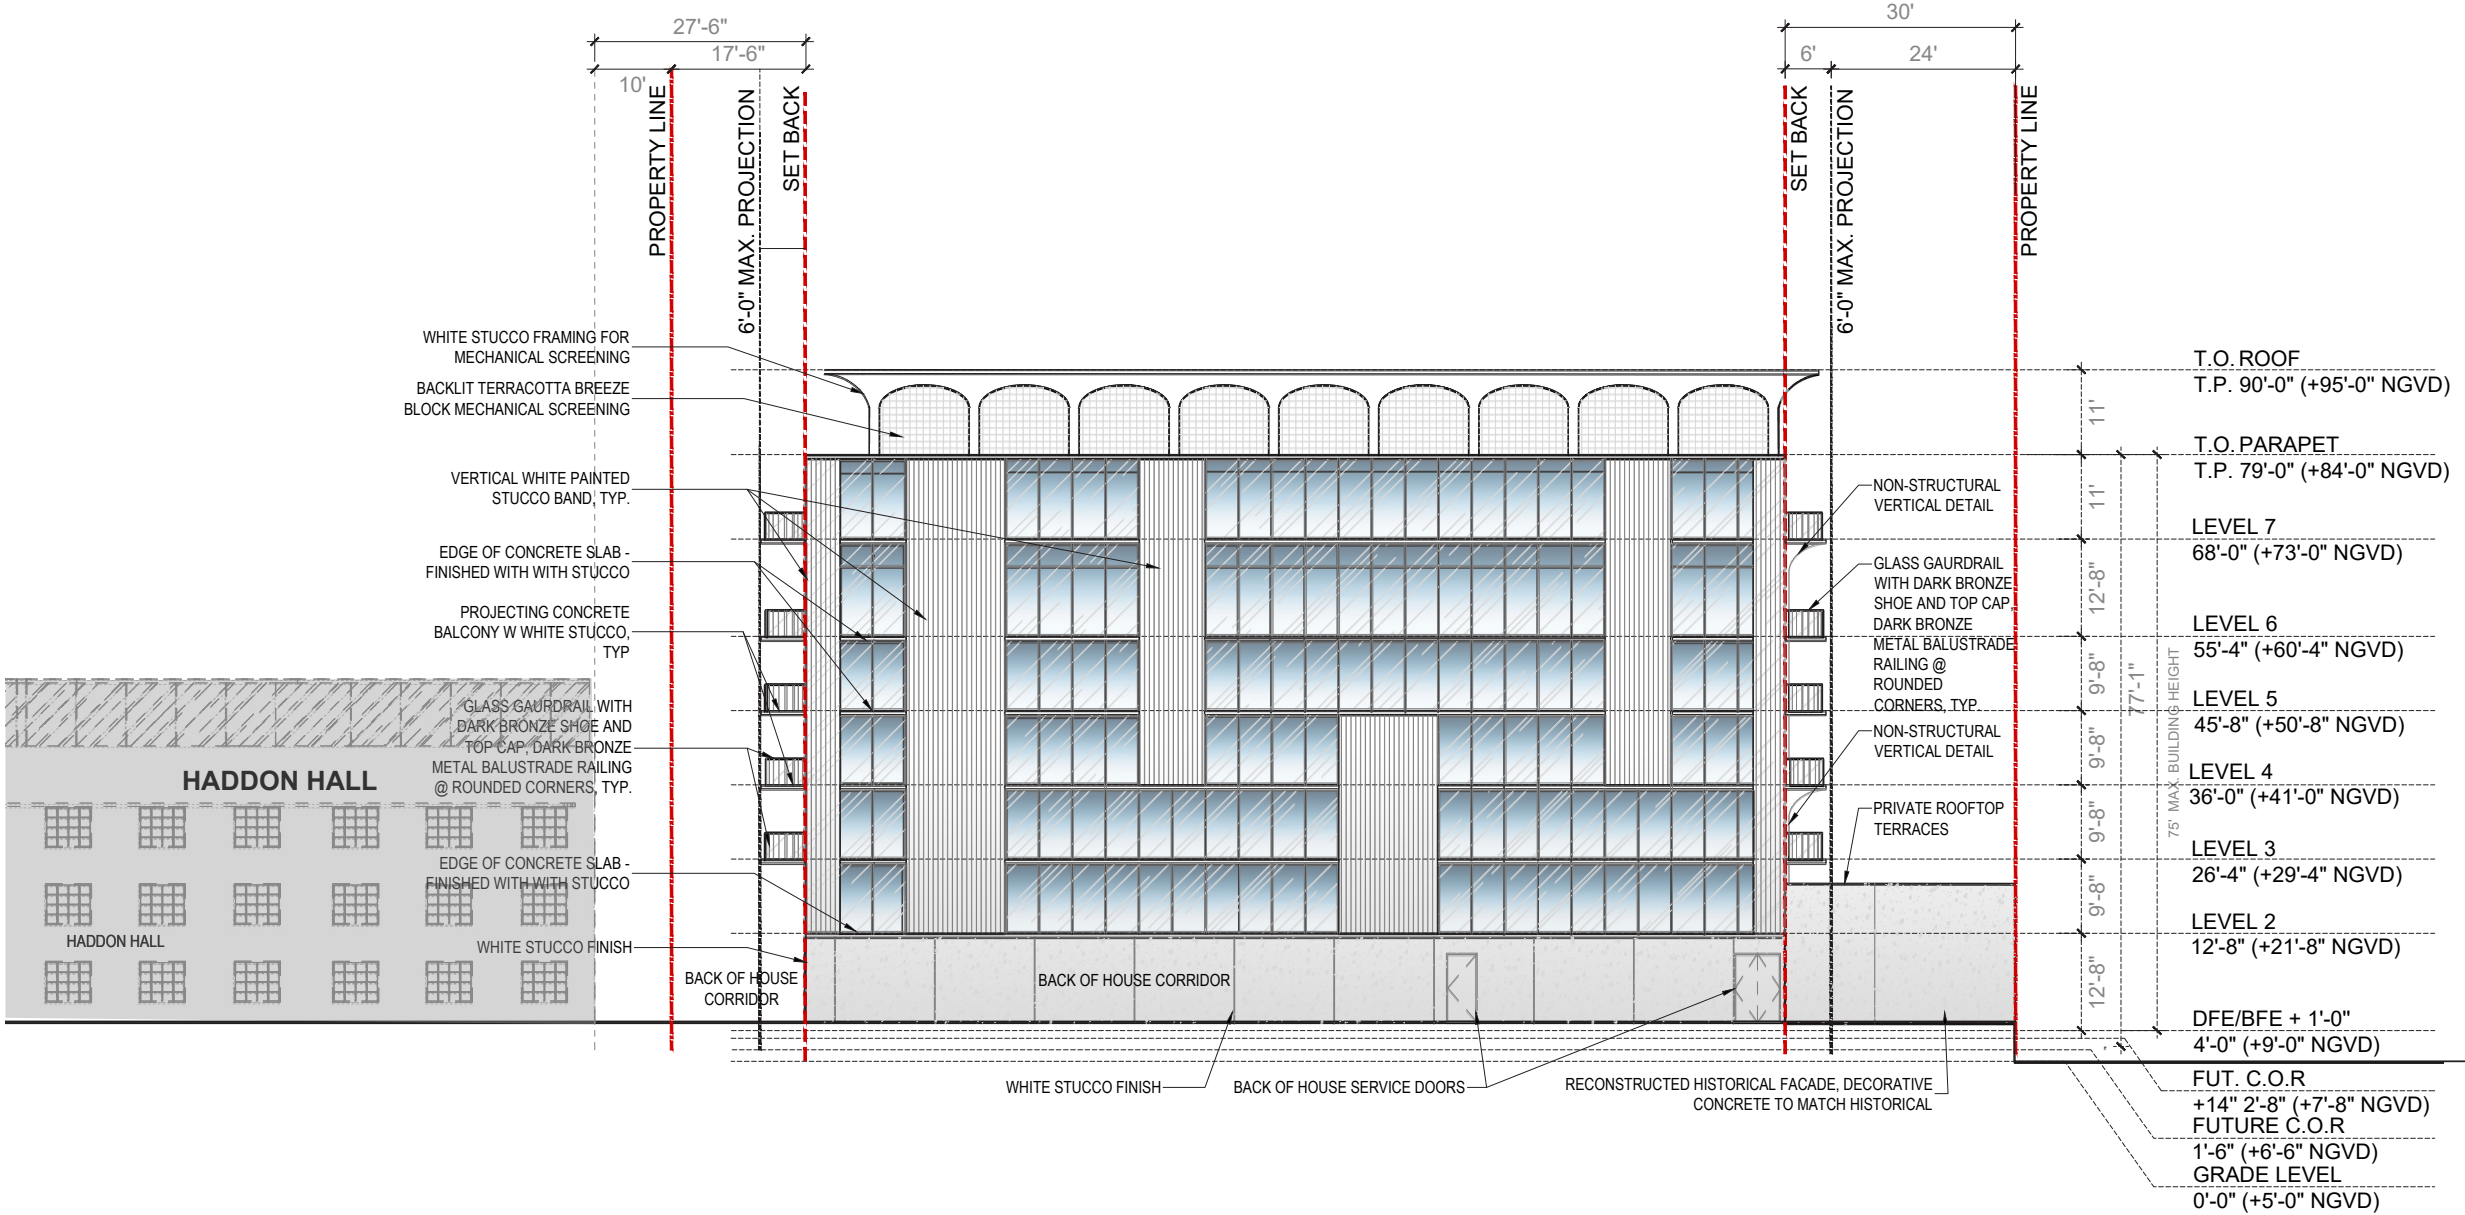 27'-6"
17'-6"
10'
30'
6'
24'
PROPERTY LINE
6'-0" MAX. PROJECTION
SET BACK
SET BACK
6'-0" MAX. PROJECTION
PROPERTY LINE
WHITE STUCCO FRAMING FOR
MECHANICAL SCREENING
BACKLIT TERRACOTTA BREEZE
BLOCK MECHANICAL SCREENING
VERTICAL WHITE PAINTED
STUCCO BAND, TYP.
EDGE OF CONCRETE SLAB -
FINISHED WITH WITH STUCCO
PROJECTING CONCRETE
BALCONY W WHITE STUCCO,
TYP
GLASS GAURDRAIL WITH
DARK BRONZE SHOE AND
TOP CAP, DARK BRONZE
METAL BALUSTRADE RAILING
@ ROUNDED CORNERS, TYP.
EDGE OF CONCRETE SLAB -
FINISHED WITH WITH STUCCO
WHITE STUCCO FINISH
HADDON HALL
HADDON HALL
BACK OF HOUSE
CORRIDOR
BACK OF HOUSE CORRIDOR
WHITE STUCCO FINISH
BACK OF HOUSE SERVICE DOORS
RECONSTRUCTED HISTORICAL FACADE, DECORATIVE
CONCRETE TO MATCH HISTORICAL
NON-STRUCTURAL
VERTICAL DETAIL
GLASS GAURDRAIL
WITH DARK BRONZE
SHOE AND TOP CAP,
DARK BRONZE
METAL BALUSTRADE
RAILING @
ROUNDED
CORNERS, TYP.
NON-STRUCTURAL
VERTICAL DETAIL
PRIVATE ROOFTOP
TERRACES
11'
11'
12'-8"
9'-8"
9'-8"
9'-8"
9'-8"
12'-8"
77'-1"
75' MAX. BUILDING HEIGHT
T.O. ROOF
T.P. 90'-0" (+95'-0" NGVD)
T.O. PARAPET
T.P. 79'-0" (+84'-0" NGVD)
LEVEL 7
68'-0" (+73'-0" NGVD)
LEVEL 6
55'-4" (+60'-4" NGVD)
LEVEL 5
45'-8" (+50'-8" NGVD)
LEVEL 4
36'-0" (+41'-0" NGVD)
LEVEL 3
26'-4" (+29'-4" NGVD)
LEVEL 2
12'-8" (+21'-8" NGVD)
DFE/BFE + 1'-0"
4'-0" (+9'-0" NGVD)
FUT. C.O.R
+14" 2'-8" (+7'-8" NGVD)
FUTURE C.O.R
1'-6" (+6'-6" NGVD)
GRADE LEVEL
0'-0" (+5'-0" NGVD)